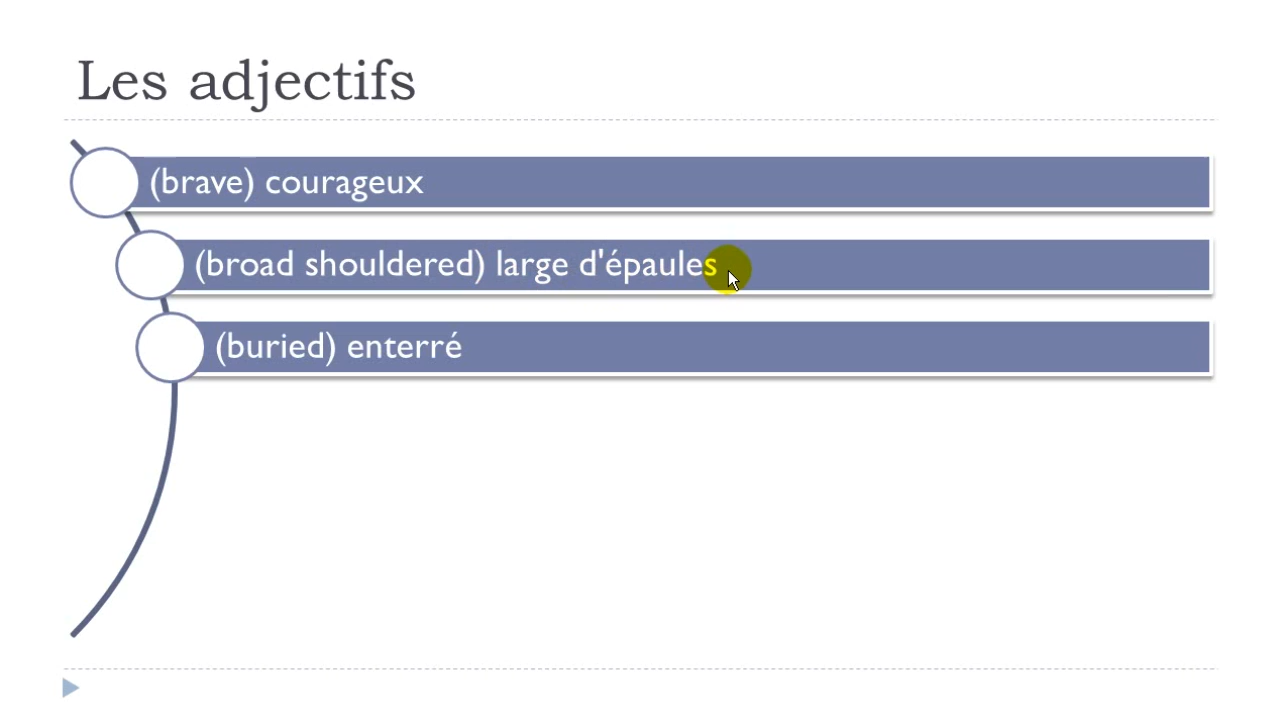 Les adjectifs
(brave) courageux
(broad shouldered) large d'épaules
(buried) enterré